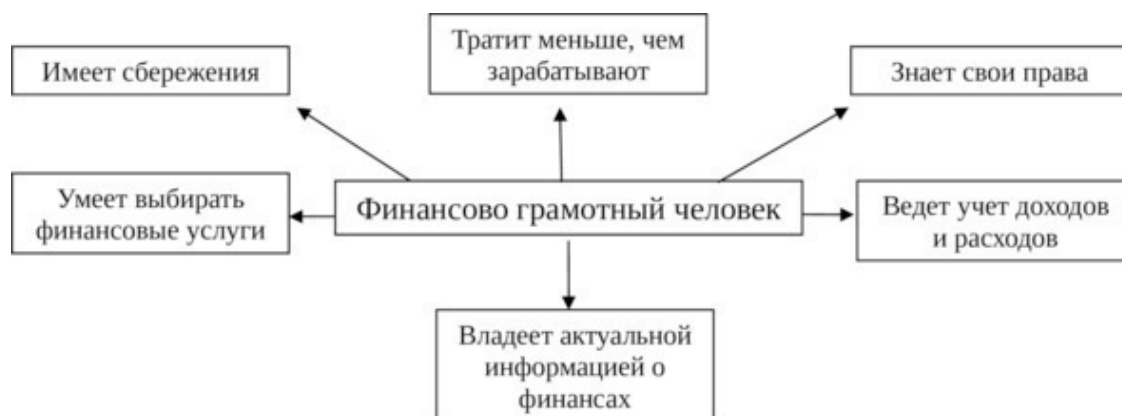 Имеет сбережения
Тратит меньше, чем
зарабатывают
Знает свои права
Умеет выбирать
финансовые услуги
Финансово грамотный человек
Ведет учет доходов
и расходов
Владеет актуальной
информацией о
финансах